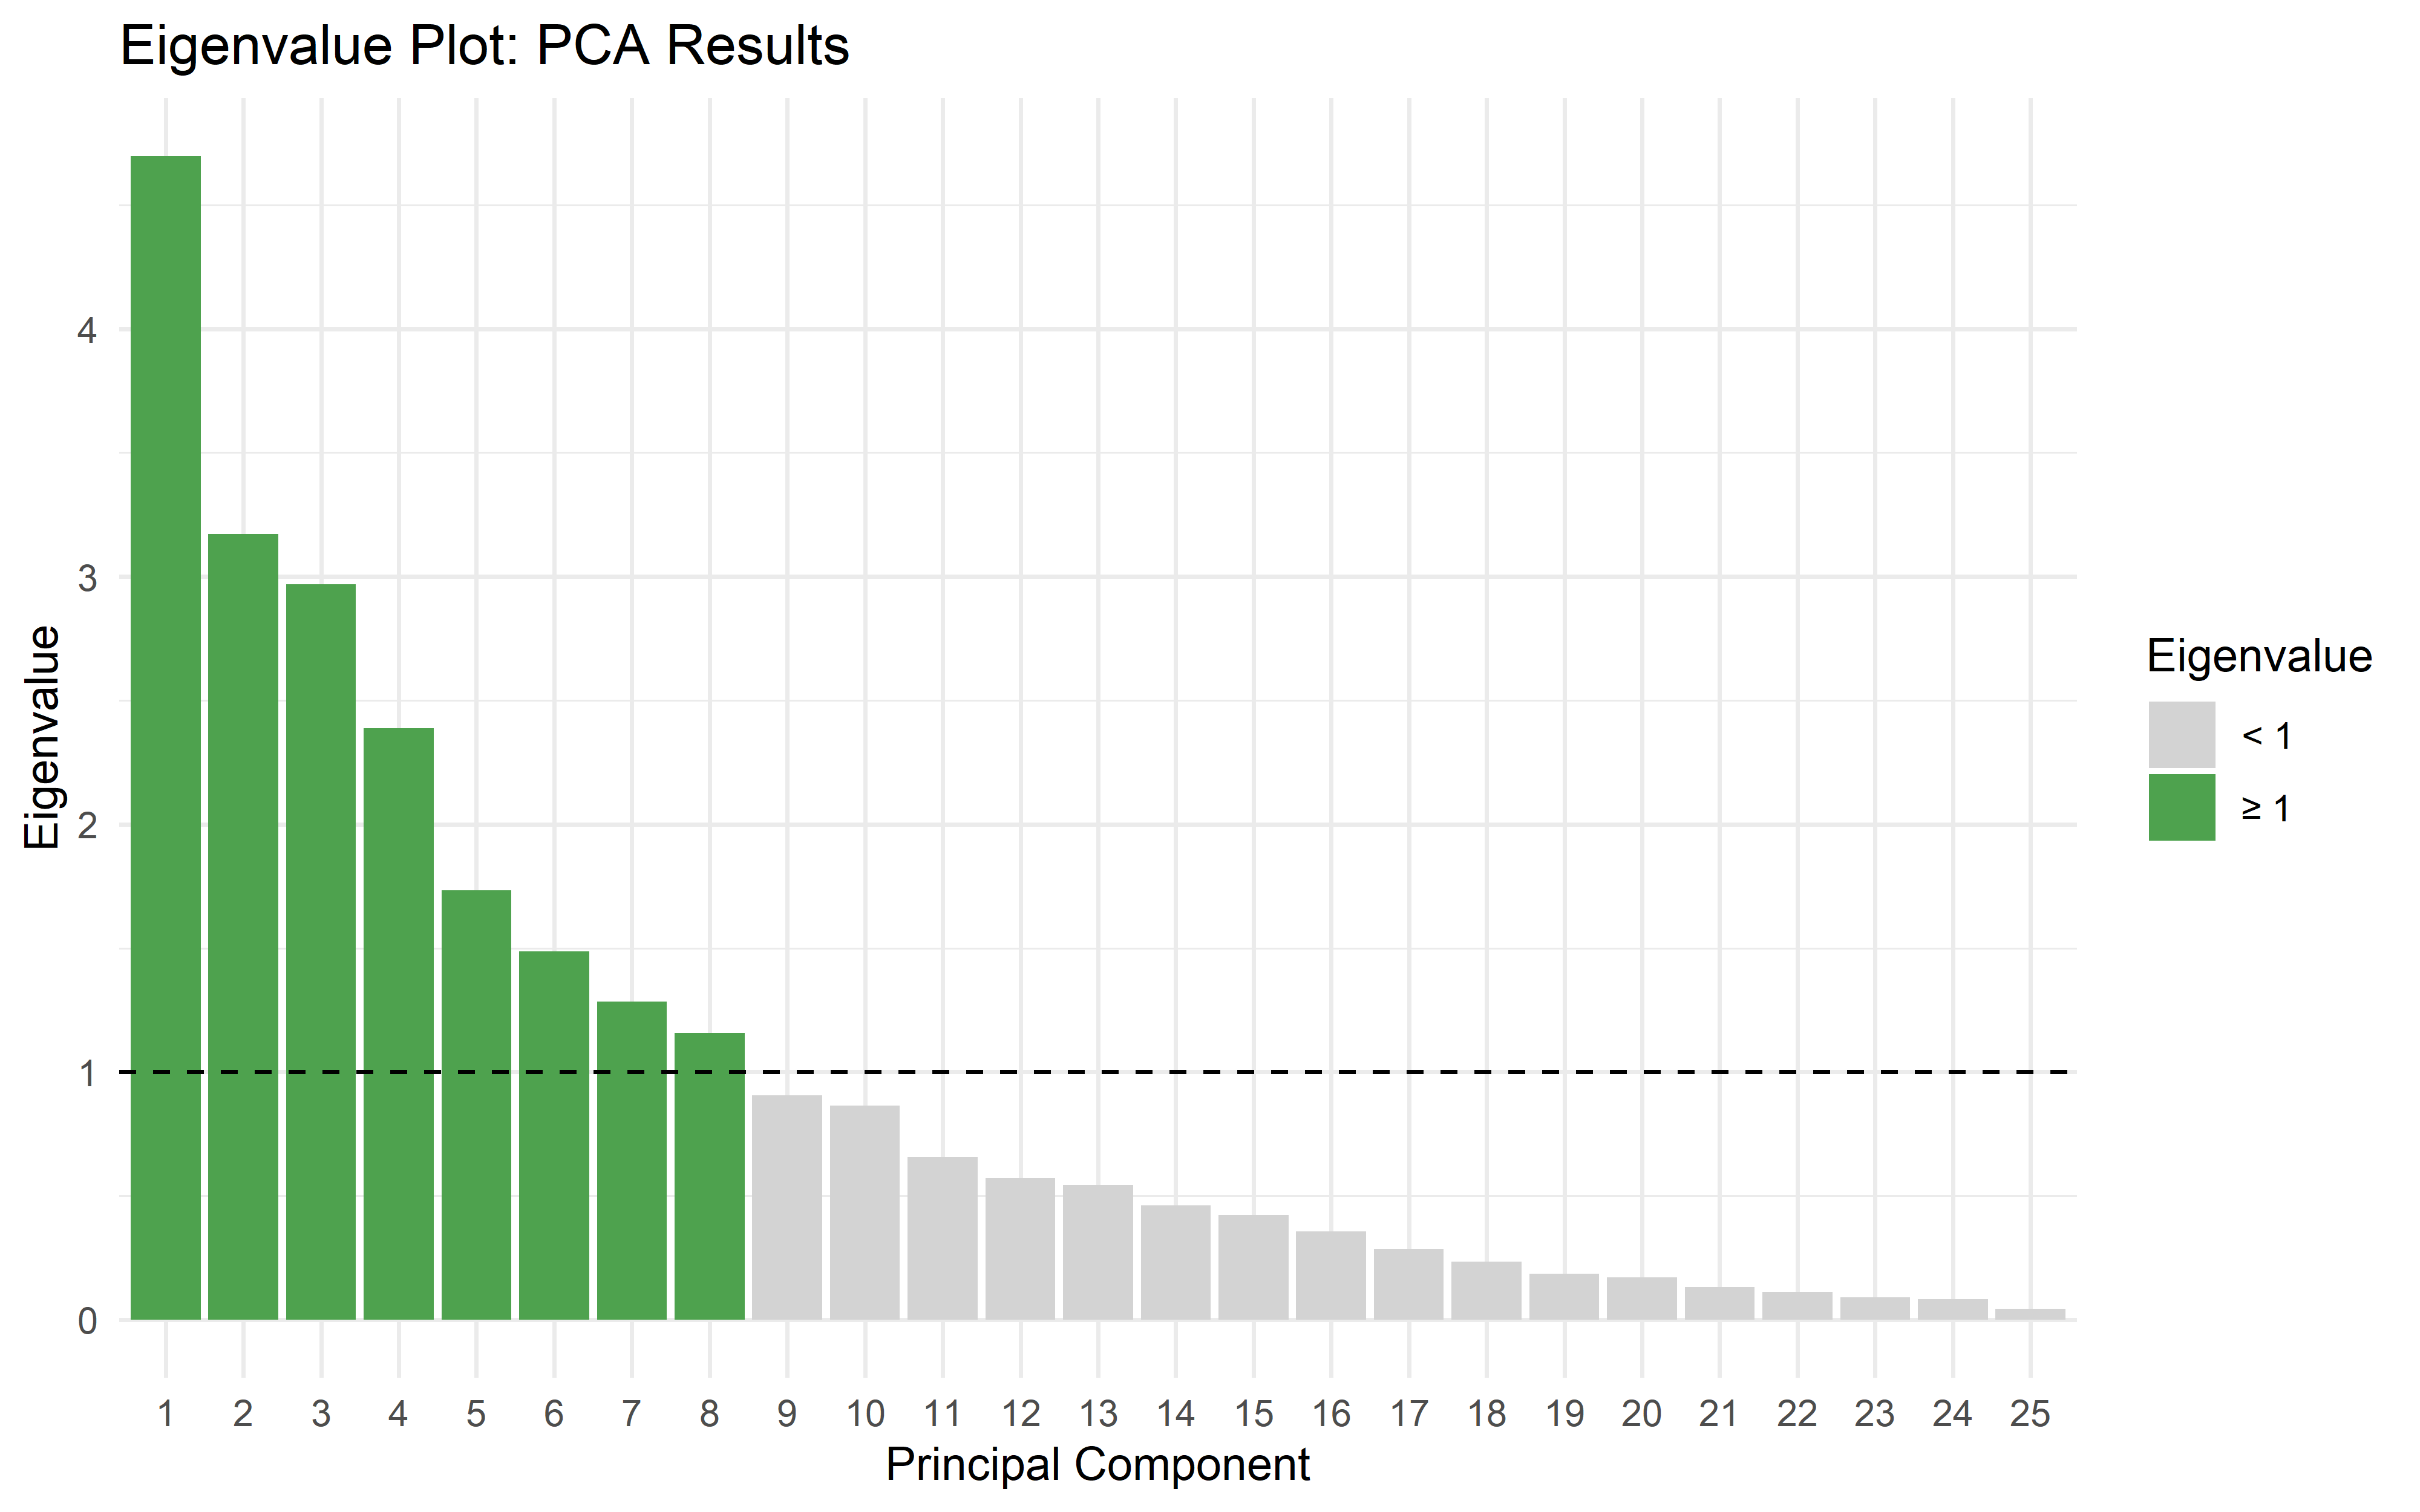 Eigenvalue Plot: PCA Results
Eigenvalue
4
3
2
1
0
1 2 3 4 5 6 7 8 9 10 11 12 13 14 15 16 17 18 19 20 21 22 23 24 25
Principal Component
Eigenvalue
< 1
≥ 1